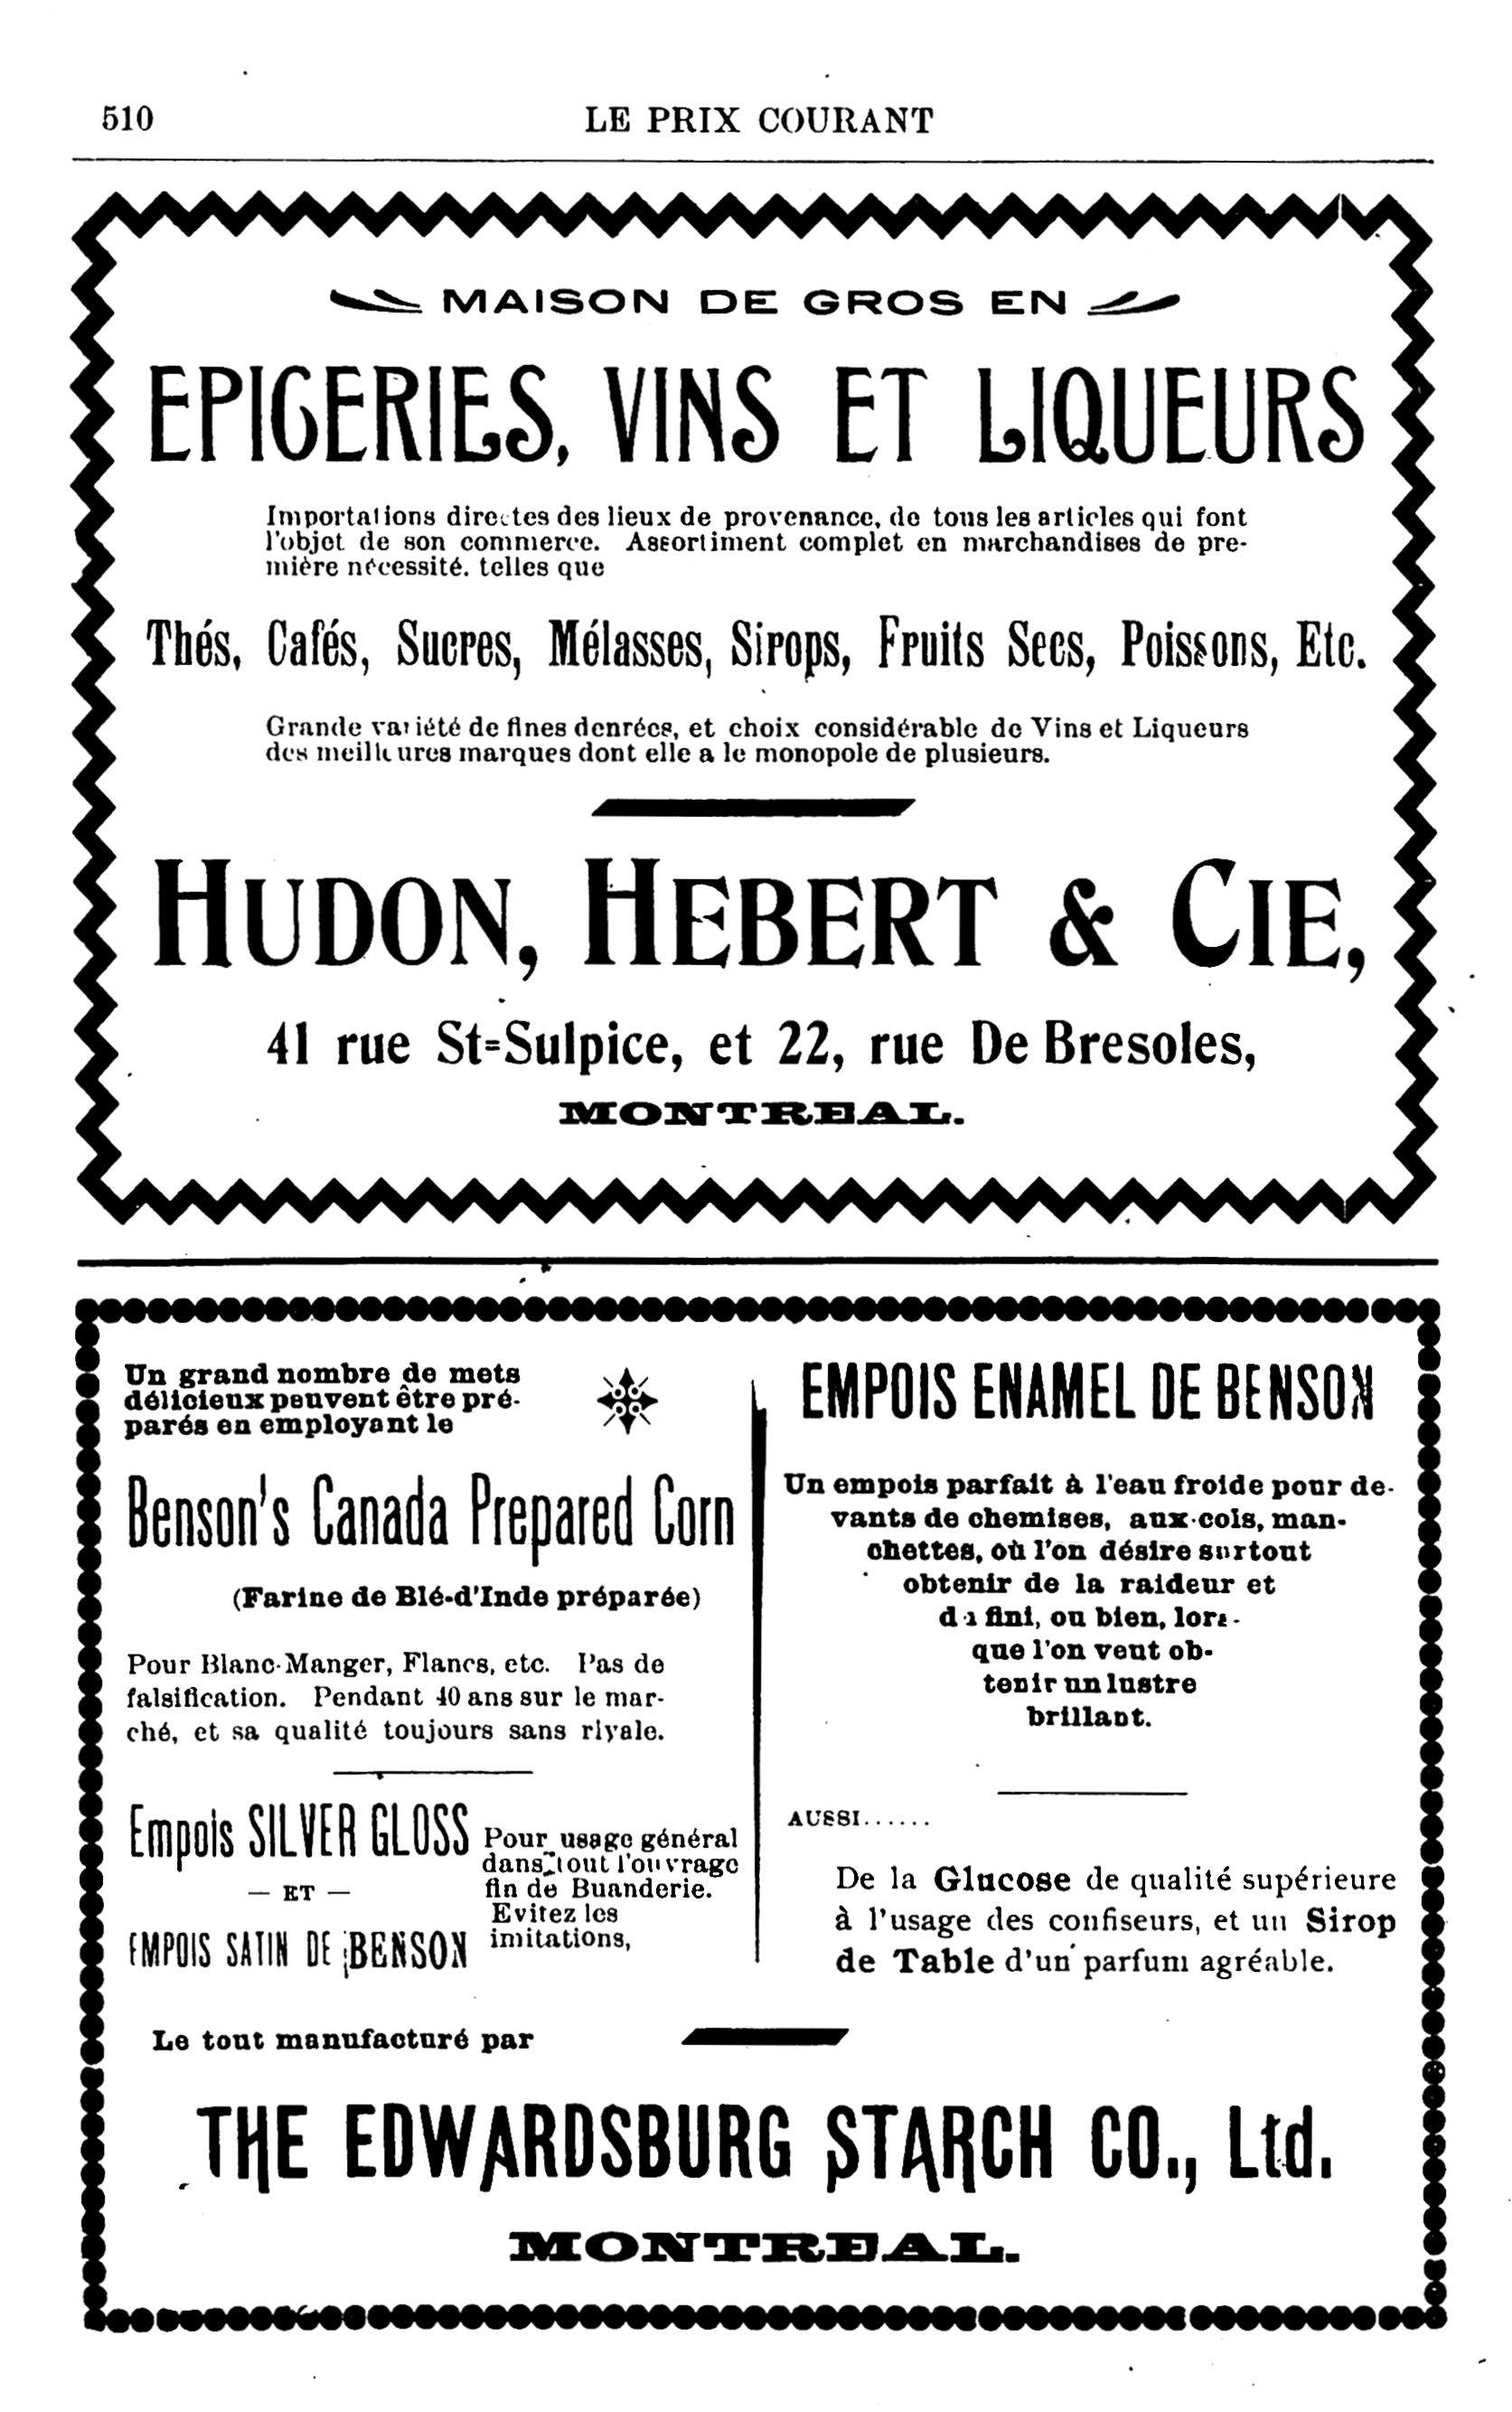 510
LE PRIX COURANT
MAISON DE GROS EN
EPICERIES, VINS ET LIQUEURS
Importations directes des lieux de provenance, de tous les articles qui font
l'objet de son commerce. Assortiment complet en marchandises de pre-
mière nécessité, telles que
Thés, Cafés, Sucres, Mélasses, Sirops, Fruits Secs, Poissons, Etc.
Grande variété de fines denrées, et choix considérable de Vins et Liqueurs
des meilleures marques dont elle a le monopole de plusieurs.
HUDON, HEBERT & CIE,
41 rue St=Sulpice, et 22, rue De Bresoles,
MONTREAL.
Un grand nombre de mets
délicieux peuvent être pré-
parés en employant le
Benson's Canada Prepared Corn
(Farine de Blé-d'Inde préparée)
Pour Blanc-Manger, Flancs, etc. Pas de
falsification. Pendant 40 ans sur le mar-
ché, et sa qualité toujours sans rivale.
Empois SILVER GLOSS
— ET —
EMPOIS SATIN DE BENSON
Pour usage général
dans tout l'ouvrage
fin de Buanderie.
Evitez les
imitations,
EMPOIS ENAMEL DE BENSON
Un empois parfait à l'eau froide pour de-
vants de chemises, aux cols, man-
chettes, où l'on désire surtout
obtenir de la raideur et
du fini, ou bien, lors-
que l'on veut ob-
tenir un lustre
brillant.
AUSSI......
De la Glucose de qualité supérieure
à l'usage des confiseurs, et un Sirop
de Table d'un parfum agréable.
Le tout manufacturé par
THE EDWARDSBURG STARCH CO., Ltd.
MONTREAL.